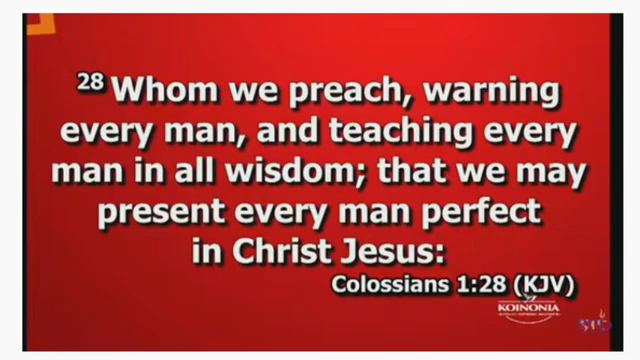 28 Whom we preach, warning
every man, and teaching every
man in all wisdom; that we may
present every man perfect
in Christ Jesus:
Colossians 1:28 (KJV)
KOINONIA